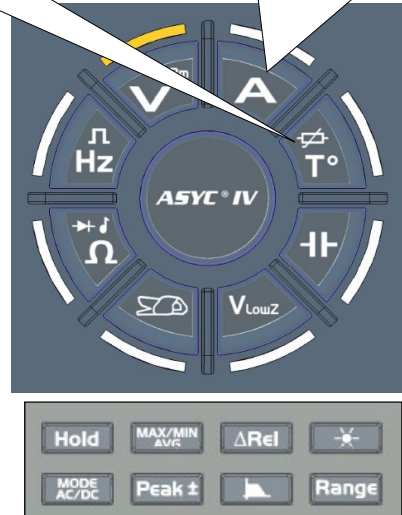 V A
Hz T°
ASYC® IV
Ω
VLowZ
Hold MAX/MIN AVG ΔRel
MODE AC/DC Peak ± Range